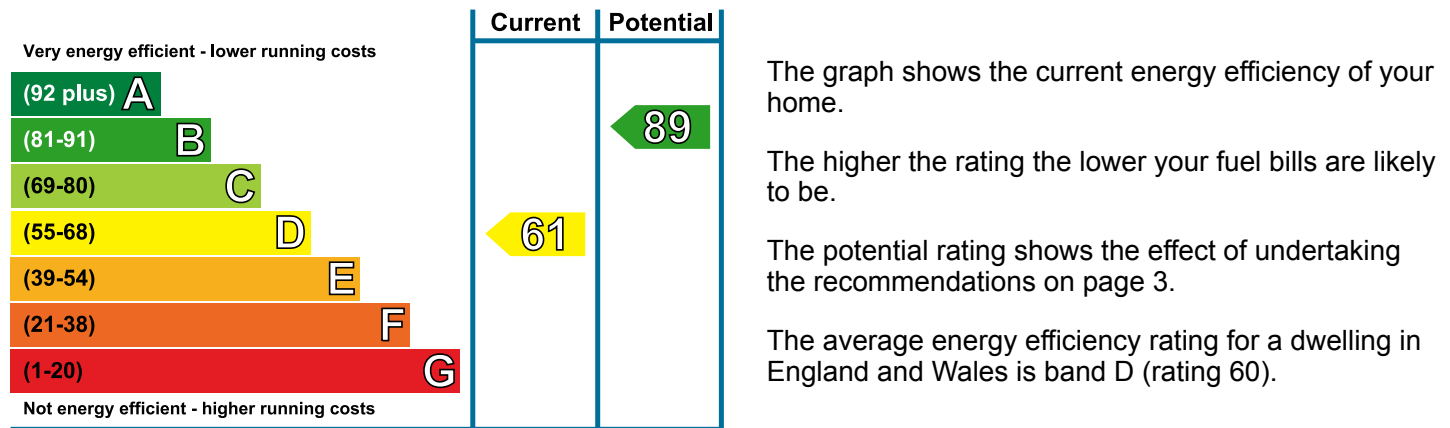 Current Potential
Very energy efficient - lower running costs
(92 plus) A
(81-91) B
89
(69-80) C
(55-68) D
61
(39-54) E
(21-38) F
(1-20) G
Not energy efficient - higher running costs
The graph shows the current energy efficiency of your
home.
The higher the rating the lower your fuel bills are likely
to be.
The potential rating shows the effect of undertaking
the recommendations on page 3.
The average energy efficiency rating for a dwelling in
England and Wales is band D (rating 60).